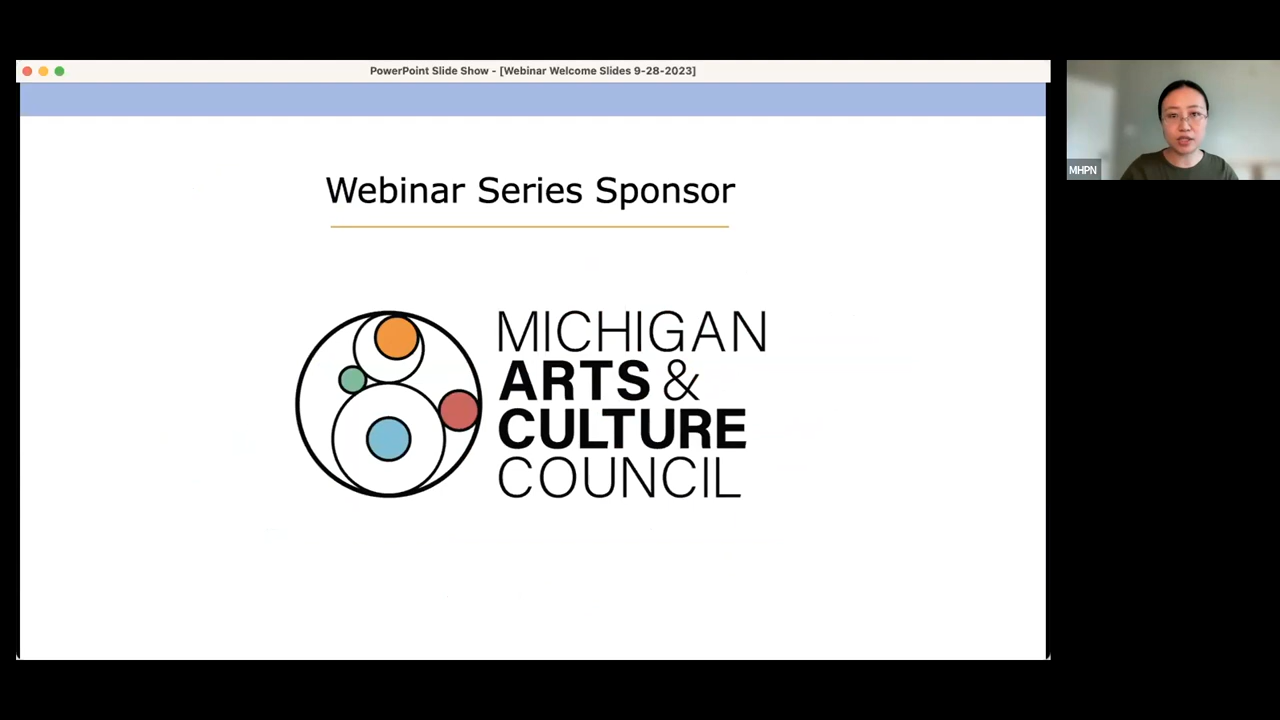 PowerPoint Slide Show - [Webinar Welcome Slides 9-28-2023]
MHPN
Webinar Series Sponsor
MICHIGAN
ARTS &
CULTURE
COUNCIL